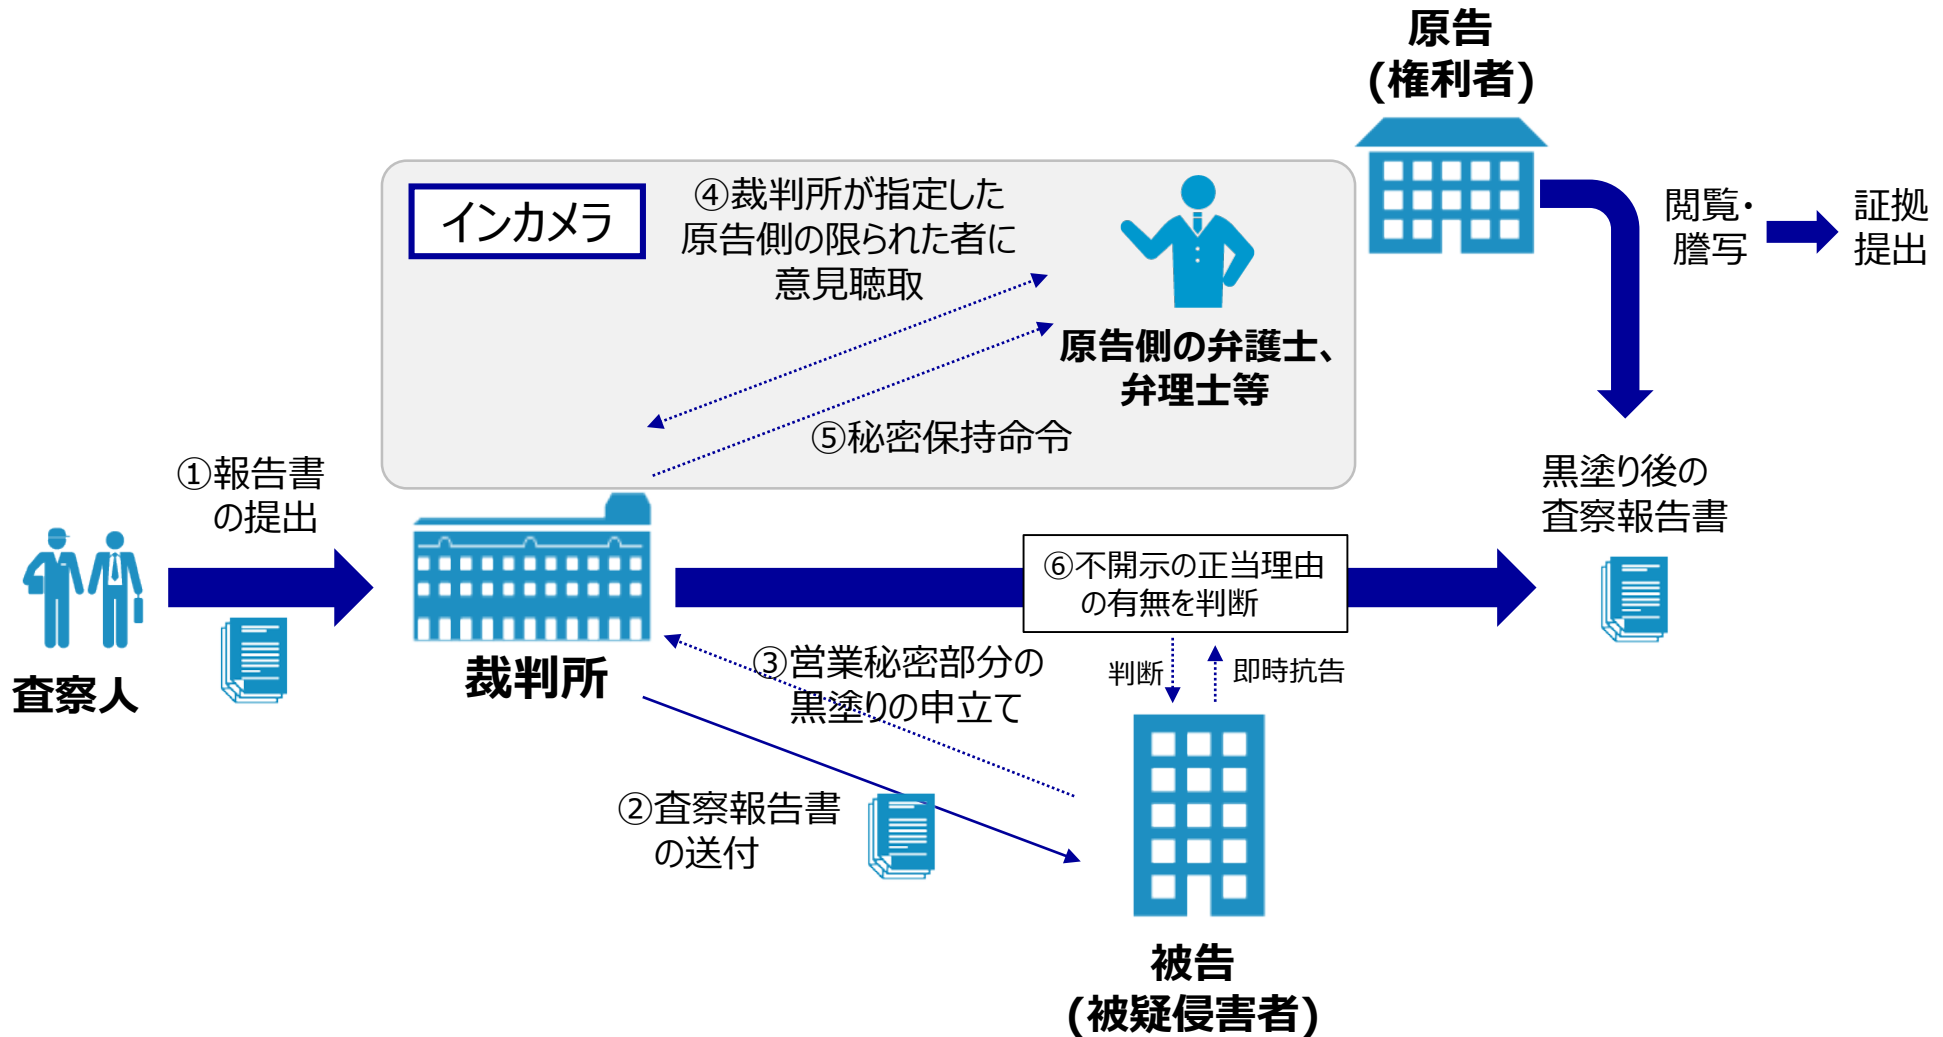 原告
(権利者)
インカメラ
④裁判所が指定した
原告側の限られた者に
意見聴取
閲覧・
謄写
証拠
提出
原告側の弁護士、
弁理士等
⑤秘密保持命令
①報告書
の提出
黒塗り後の
査察報告書
⑥不開示の正当理由
の有無を判断
査察人
裁判所
③営業秘密部分の
黒塗りの申立て
判断
即時抗告
②査察報告書
の送付
被告
(被疑侵害者)